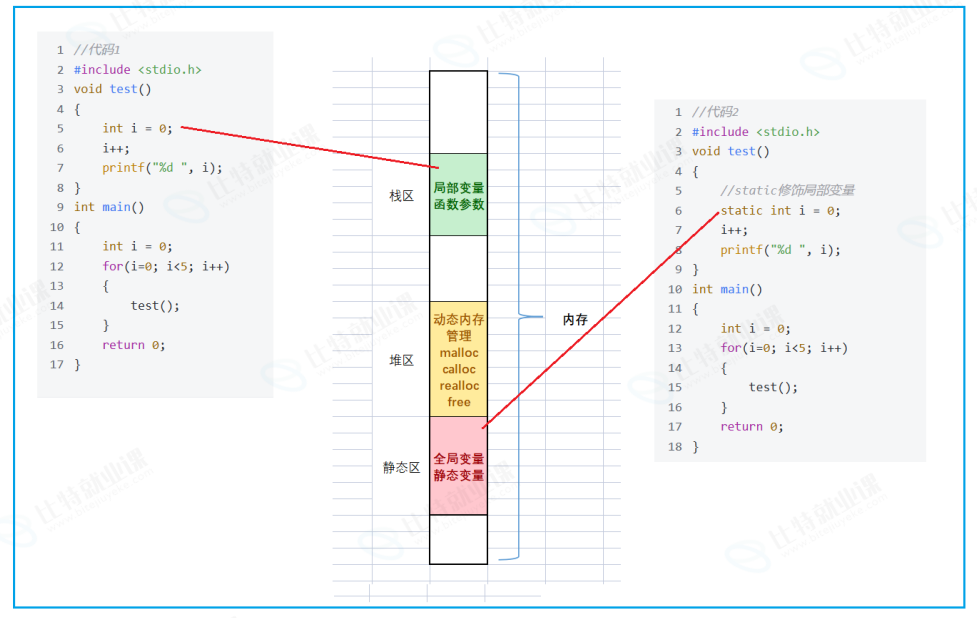 1 //代码1
2 #include <stdio.h>
3 void test()
4 {
5     int i = 0;
6     i++;
7     printf("%d ", i);
8 }
9 int main()
10 {
11     int i = 0;
12     for(i=0; i<5; i++)
13     {
14         test();
15     }
16     return 0;
17 }
栈区
局部变量
函数参数
堆区
动态内存
管理
malloc
calloc
realloc
free
静态区
全局变量
静态变量
内存
1 //代码2
2 #include <stdio.h>
3 void test()
4 {
5     //static修饰局部变量
6     static int i = 0;
7     i++;
8     printf("%d ", i);
9 }
10 int main()
11 {
12     int i = 0;
13     for(i=0; i<5; i++)
14     {
15         test();
16     }
17     return 0;
18 }
比特就业课